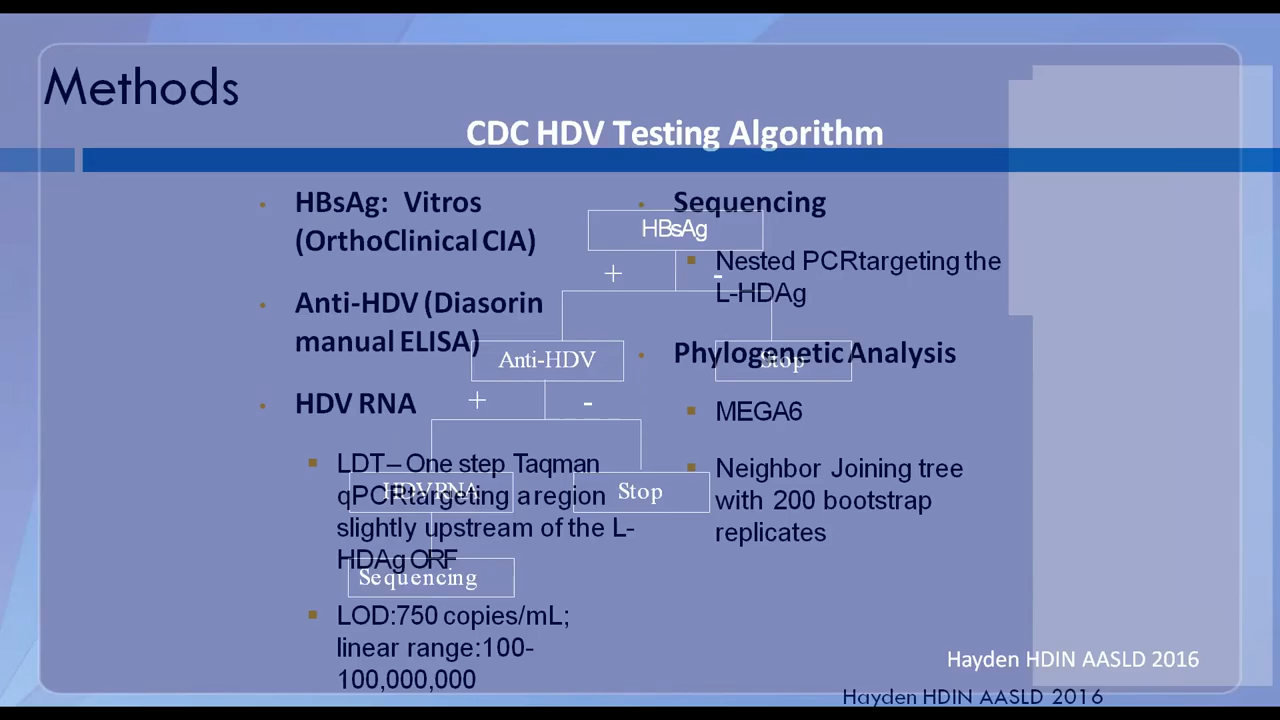 Methods
CDC HDV Testing Algorithm
HBsAg: Vitros
(OrthoClinical CIA)
Anti-HDV (Diasorin
manual ELISA)
HDV RNA
LDT – One step Taqman
qPCR targeting a region
slightly upstream of the L-
HDAg ORF
LOD:750 copies/mL;
linear range:100-
100,000,000
Sequencing
Nested PCR targeting the
L-HDAg
Phylogenetic Analysis
MEGA6
Neighbor Joining tree
with 200 bootstrap
replicates
HBsAg
+ -
Anti-HDV Stop
+ -
HDV RNA Stop
Sequencing
Hayden HDIN AASLD 2016
Hayden HDIN AASLD 2016